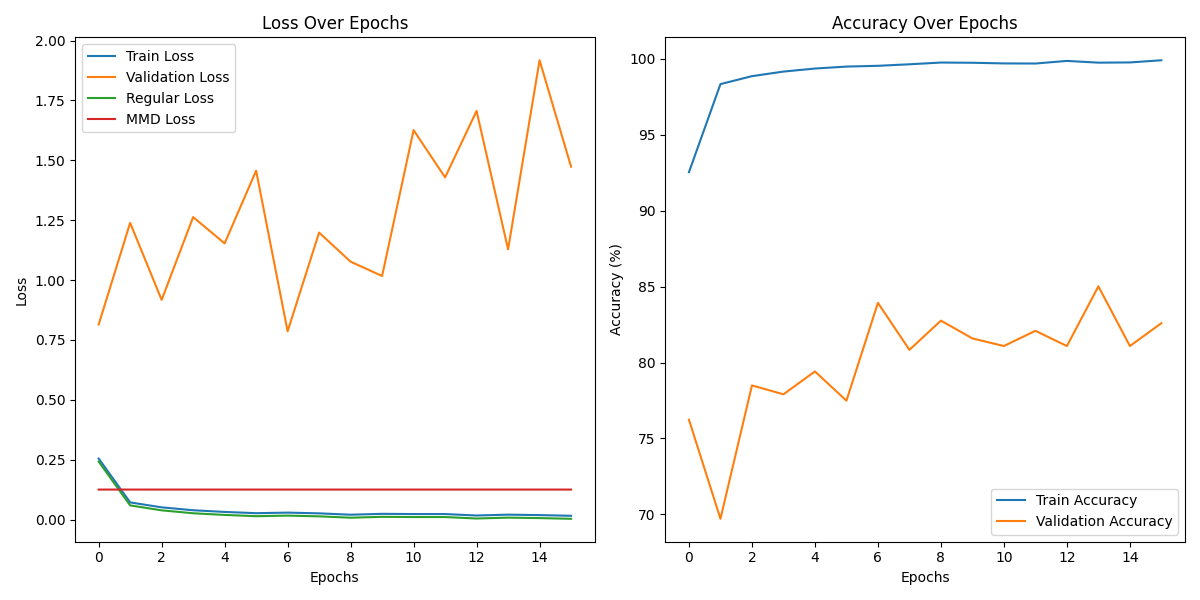 Loss Over Epochs
Train Loss
Validation Loss
Regular Loss
MMD Loss
2.00
1.75
1.50
1.25
1.00
0.75
0.50
0.25
0.00
Loss
0 2 4 6 8 10 12 14
Epochs
Accuracy Over Epochs
100
95
90
85
80
75
70
Accuracy (%)
Train Accuracy
Validation Accuracy
0 2 4 6 8 10 12 14
Epochs